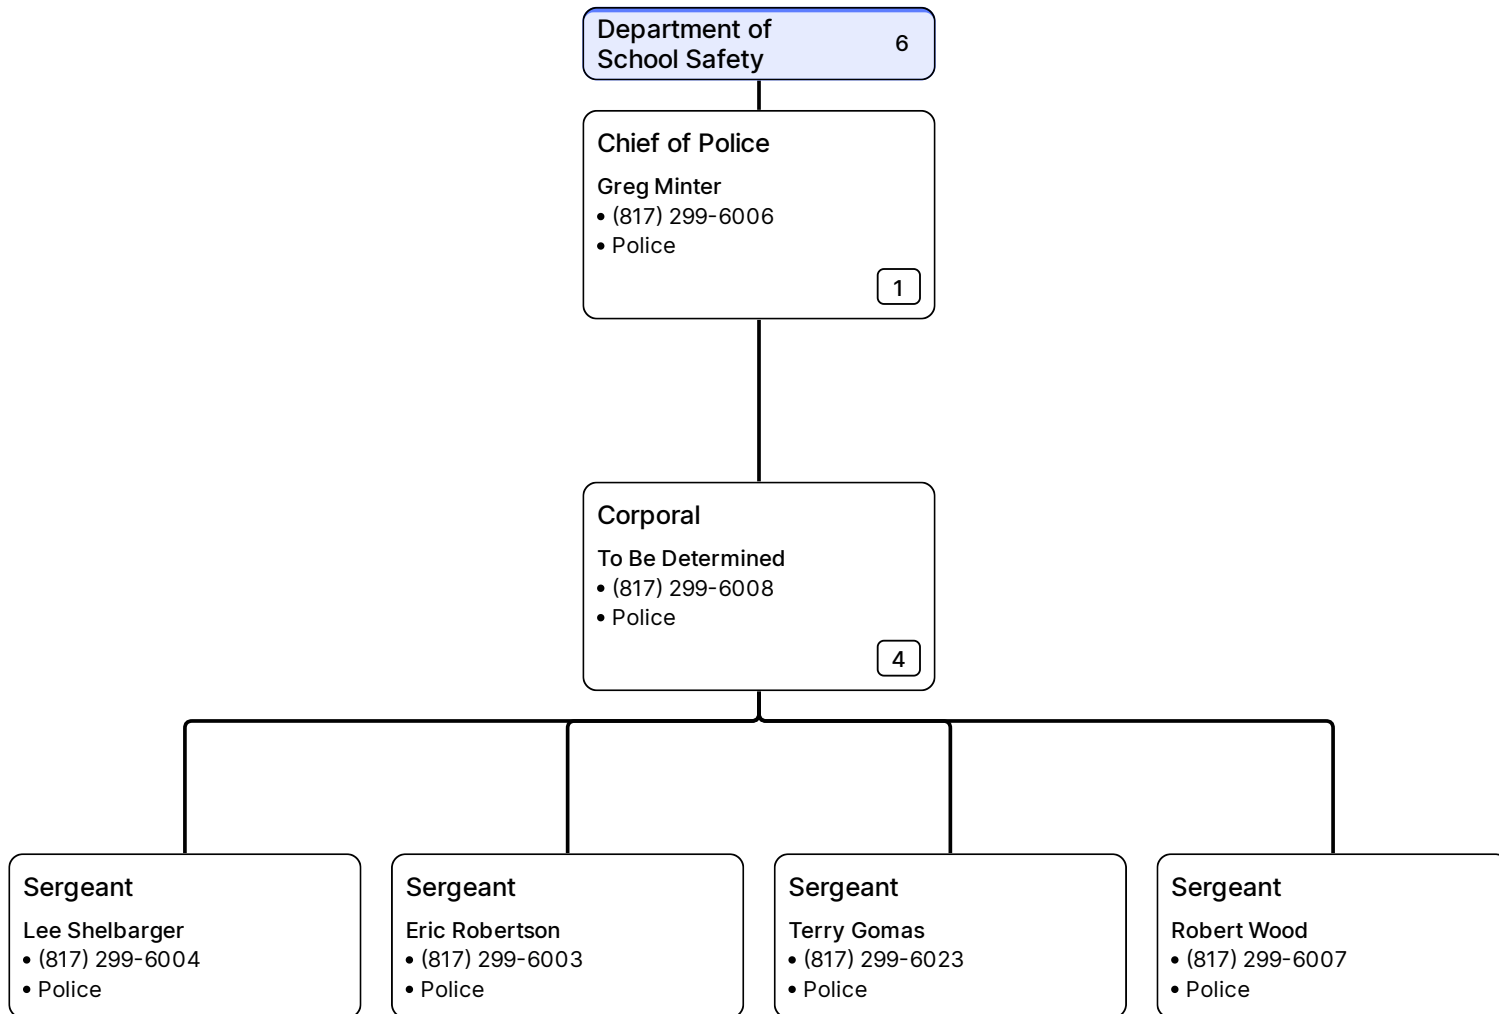 Department of
School Safety
6
Chief of Police
Greg Minter
• (817) 299-6006
• Police
1
Corporal
To Be Determined
• (817) 299-6008
• Police
4
Sergeant
Lee Shelbarger
• (817) 299-6004
• Police
Sergeant
Eric Robertson
• (817) 299-6003
• Police
Sergeant
Terry Gomas
• (817) 299-6023
• Police
Sergeant
Robert Wood
• (817) 299-6007
• Police